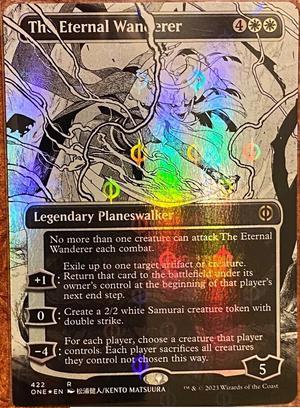 The Eternal Wanderer 4
Legendary Planeswalker
No more than one creature can attack The Eternal
Wanderer each combat.
Exile up to one target artifact or creature.
+1: Return that card to the battlefield under its
owner's control at the beginning of that player's
next end step.
0: Create a 2/2 white Samurai creature token with
double strike.
For each player, choose a creature that player
−4: controls. Each player sacrifices all creatures
they control not chosen this way.
5
422 R
ONE★EN 松浦健人/KENTO MATSUURA
™ & © 2023 Wizards of the Coast